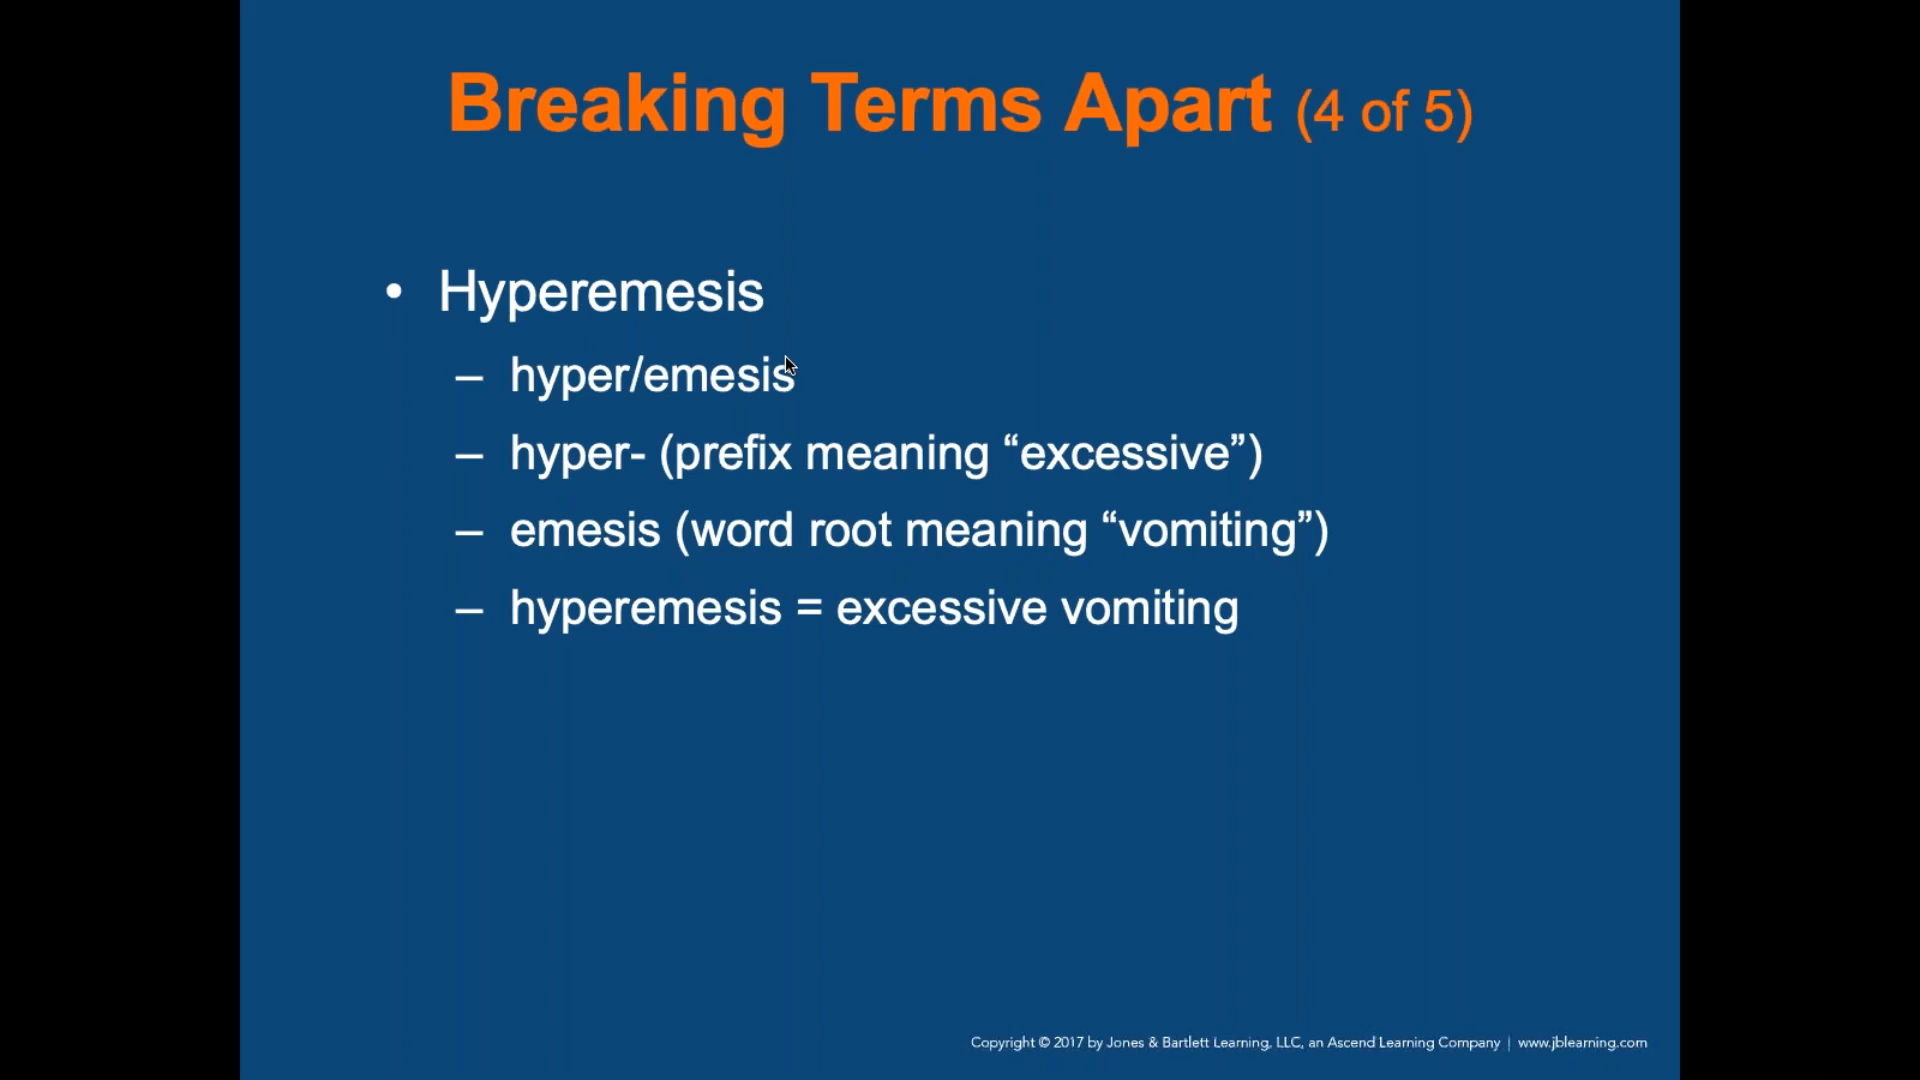 Breaking Terms Apart (4 of 5)
• Hyperemesis
– hyper/emesis
– hyper- (prefix meaning “excessive”)
– emesis (word root meaning “vomiting”)
– hyperemesis = excessive vomiting
Copyright © 2017 by Jones & Bartlett Learning, LLC, an Ascend Learning Company | www.jblearning.com